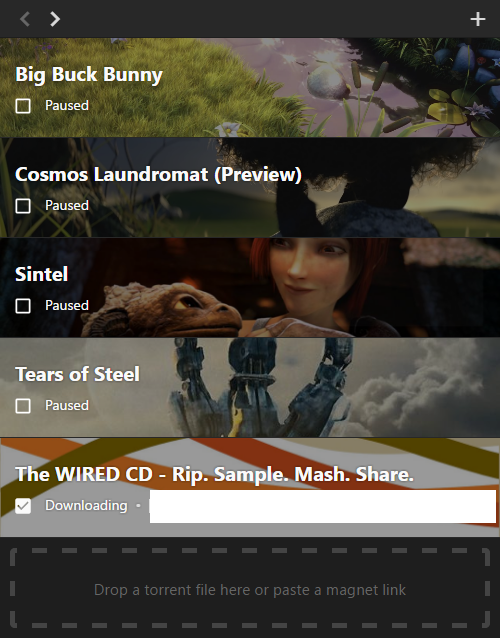 Big Buck Bunny
Paused
Cosmos Laundromat (Preview)
Paused
Sintel
Paused
Tears of Steel
Paused
The WIRED CD - Rip. Sample. Mash. Share.
Downloading •
Drop a torrent file here or paste a magnet link